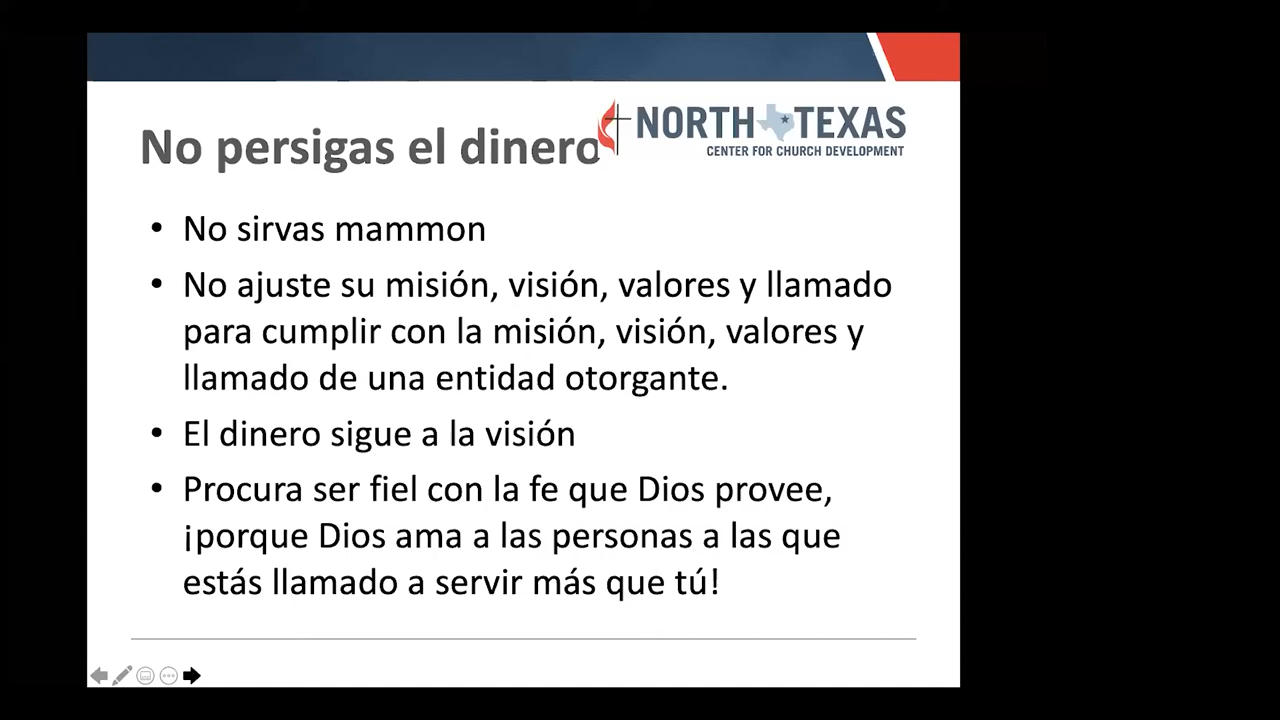 No persigas el dinero
NORTH TEXAS
CENTER FOR CHURCH DEVELOPMENT
• No sirvas mammon
• No ajuste su misión, visión, valores y llamado
para cumplir con la misión, visión, valores y
llamado de una entidad otorgante.
• El dinero sigue a la visión
• Procura ser fiel con la fe que Dios provee,
¡porque Dios ama a las personas a las que
estás llamado a servir más que tú!